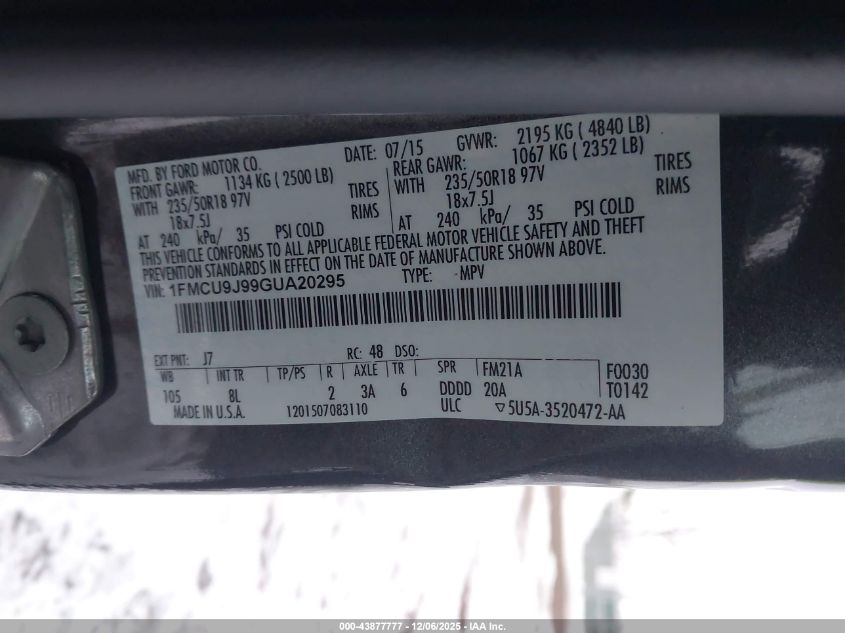 MFD. BY FORD MOTOR CO. DATE: 07/15 GVWR: 2195 KG ( 4840 LB)
FRONT GAWR: 1134 KG ( 2500 LB) REAR GAWR: 1067 KG ( 2352 LB)
WITH 235/50R18 97V TIRES WITH 235/50R18 97V TIRES
18x7.5J RIMS 18x7.5J RIMS
AT 240 kPa/ 35 PSI COLD AT 240 kPa/ 35 PSI COLD
THIS VEHICLE CONFORMS TO ALL APPLICABLE FEDERAL MOTOR VEHICLE SAFETY AND THEFT
PREVENTION STANDARDS IN EFFECT ON THE DATE OF MANUFACTURE SHOWN ABOVE.
VIN: 1FMCU9J99GUA20295 TYPE: MPV
EXT PNT: J7 RC: 48 DSO:
WB INT TR TP/PS R AXLE TR SPR FM21A F0030
105 8L 2 3A 6 DDDD 20A T0142
MADE IN U.S.A. 1201507083110 ULC ▽5U5A-3520472-AA
000-43877777 - 12/06/2025 - IAA Inc.